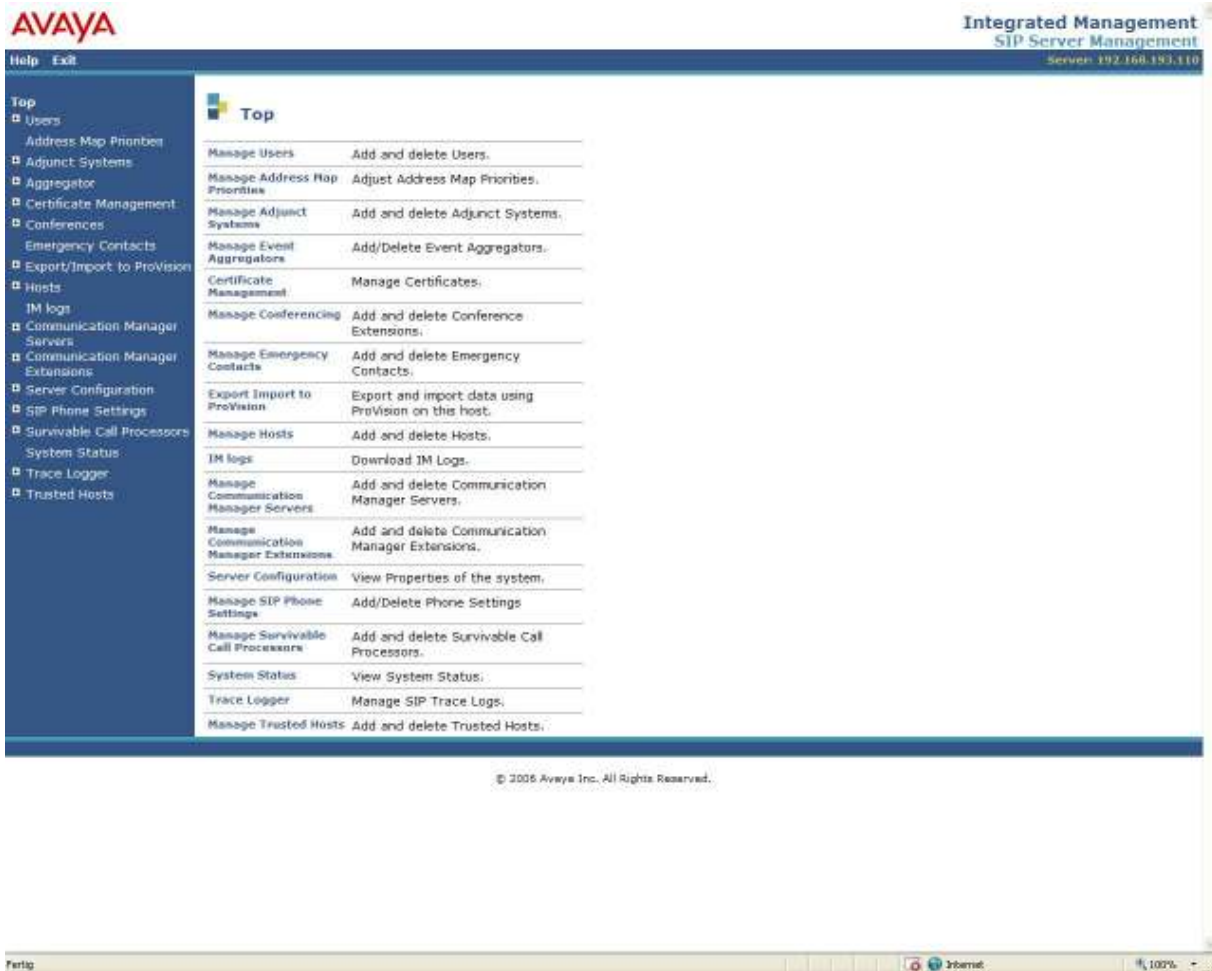 AVAYA
Integrated Management
SIP Server Management
Help Exit
Server: 192.168.193.110
Top
Users
Address Map Priorities
Adjunct Systems
Aggregator
Certificate Management
Conferences
Emergency Contacts
Export/Import to ProVision
Hosts
IM logs
Communication Manager
Servers
Communication Manager
Extensions
Server Configuration
SIP Phone Settings
Survivable Call Processors
System Status
Trace Logger
Trusted Hosts
Top
Manage Users Add and delete Users.
Manage Address Map Adjust Address Map Priorities.
Priorities
Manage Adjunct Add and delete Adjunct Systems.
Systems
Manage Event Add/Delete Event Aggregators.
Aggregators
Certificate Manage Certificates.
Management
Manage Conferencing Add and delete Conference
Extensions.
Manage Emergency Add and delete Emergency
Contacts Contacts.
Export Import to Export and import data using
ProVision ProVision on this host.
Manage Hosts Add and delete Hosts.
IM logs Download IM Logs.
Manage Add and delete Communication
Communication Manager Servers.
Manager Servers
Manage Add and delete Communication
Communication Manager Extensions.
Manager Extensions
Server Configuration View Properties of the system.
Manage SIP Phone Add/Delete Phone Settings
Settings
Manage Survivable Add and delete Survivable Call
Call Processors Processors.
System Status View System Status.
Trace Logger Manage SIP Trace Logs.
Manage Trusted Hosts Add and delete Trusted Hosts.
© 2006 Avaya Inc. All Rights Reserved.
Fertig
Internet
100%